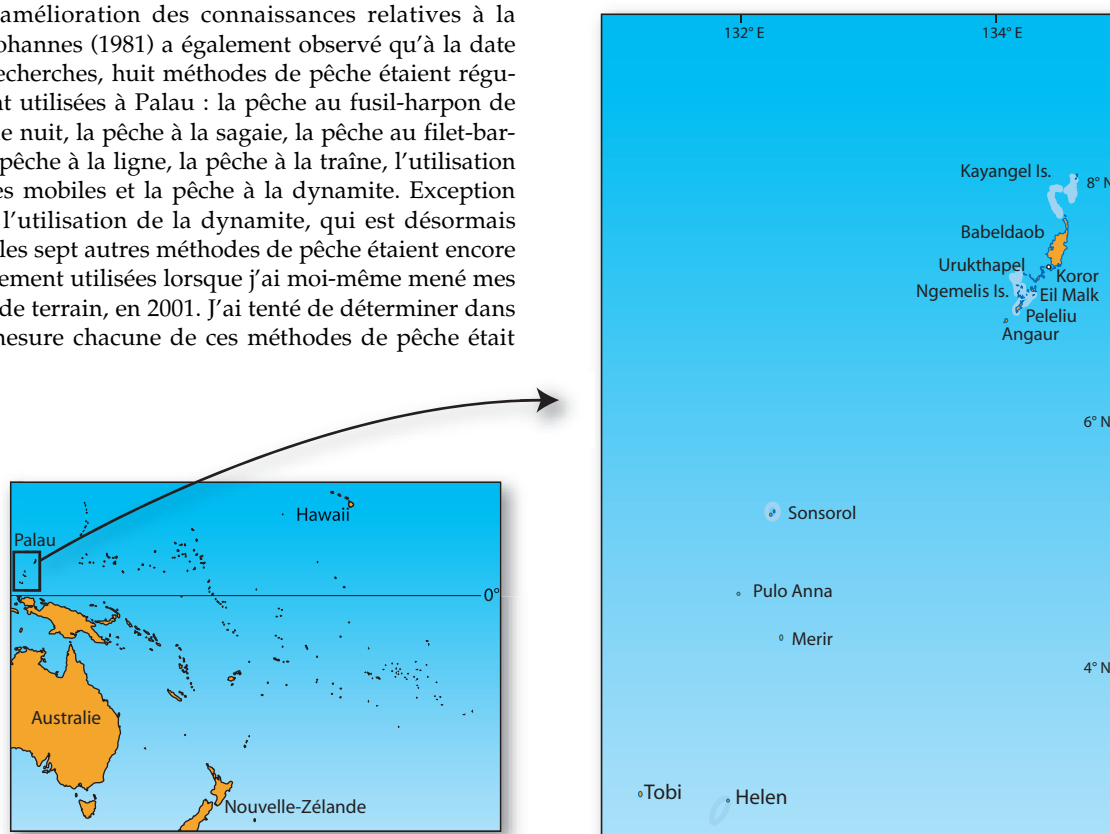 amélioration des connaissances relatives à la
ohannes (1981) a également observé qu'à la date
echerches, huit méthodes de pêche étaient régu-
t utilisées à Palau : la pêche au fusil-harpon de
e nuit, la pêche à la sagaie, la pêche au filet-bar-
pêche à la ligne, la pêche à la traîne, l'utilisation
es mobiles et la pêche à la dynamite. Exception
l'utilisation de la dynamite, qui est désormais
les sept autres méthodes de pêche étaient encore
ement utilisées lorsque j'ai moi-même mené mes
de terrain, en 2001. J'ai tenté de déterminer dans
mesure chacune de ces méthodes de pêche était
Hawaii
Palau
0°
Australie
Nouvelle-Zélande
132° E 134° E
Kayangel Is.
8° N
Babeldaob
Urukthapel
Koror
Ngemelis Is.
Eil Malk
Peleliu
Angaur
6° N
Sonsorol
Pulo Anna
Merir
4° N
Tobi
Helen